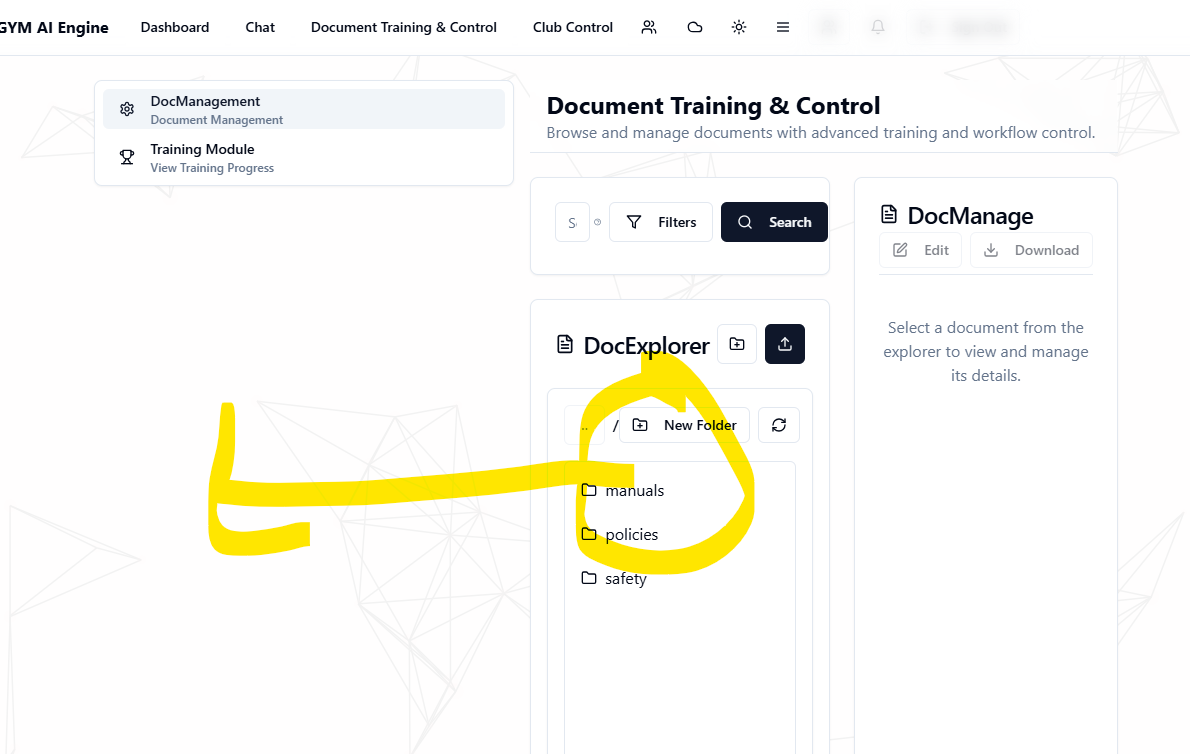 GYM AI Engine Dashboard Chat Document Training & Control Club Control
DocManagement
Document Management
Training Module
View Training Progress
Document Training & Control
Browse and manage documents with advanced training and workflow control.
Filters Search
DocManage
Edit Download
Select a document from the
explorer to view and manage
its details.
DocExplorer
.. / New Folder
manuals
policies
safety